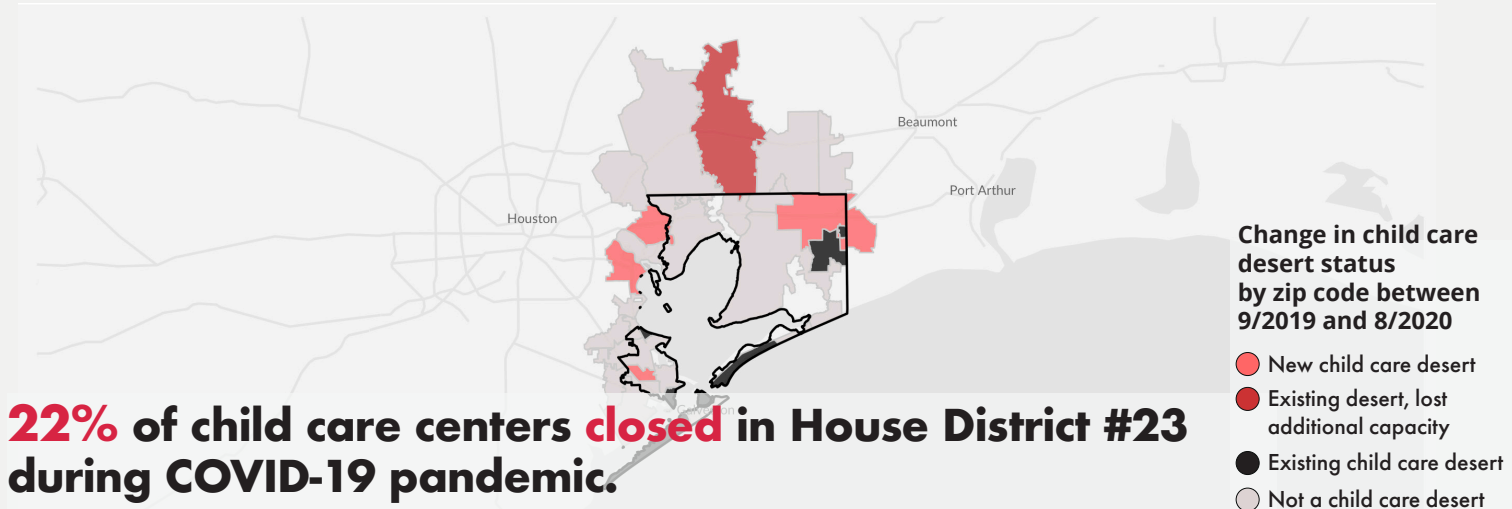 Beaumont
Port Arthur
Houston
Change in child care
desert status
by zip code between
9/2019 and 8/2020
New child care desert
Existing desert, lost
additional capacity
Existing child care desert
Not a child care desert
Galveston
22% of child care centers closed in House District #23
during COVID-19 pandemic.